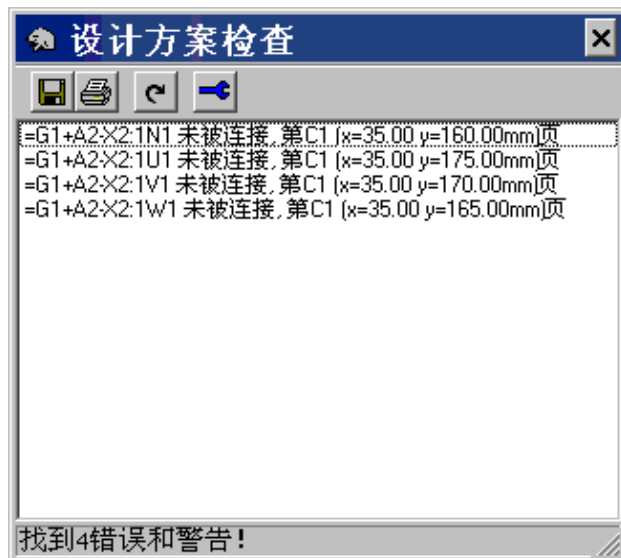 设计方案检查
=G1+A2-X2:1N1 未被连接, 第C1 (x=35.00 y=160.00mm)页
=G1+A2-X2:1U1 未被连接, 第C1 (x=35.00 y=175.00mm)页
=G1+A2-X2:1V1 未被连接, 第C1 (x=35.00 y=170.00mm)页
=G1+A2-X2:1W1 未被连接, 第C1 (x=35.00 y=165.00mm)页
找到4错误和警告!